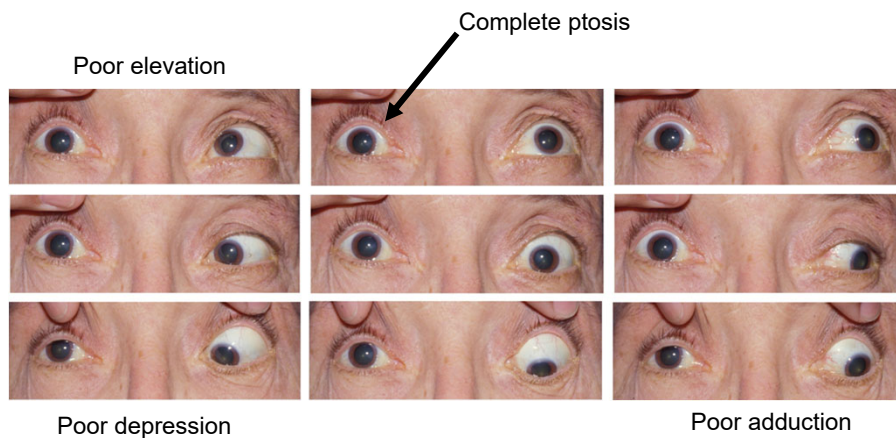 Complete ptosis
Poor elevation
Poor depression
Poor adduction